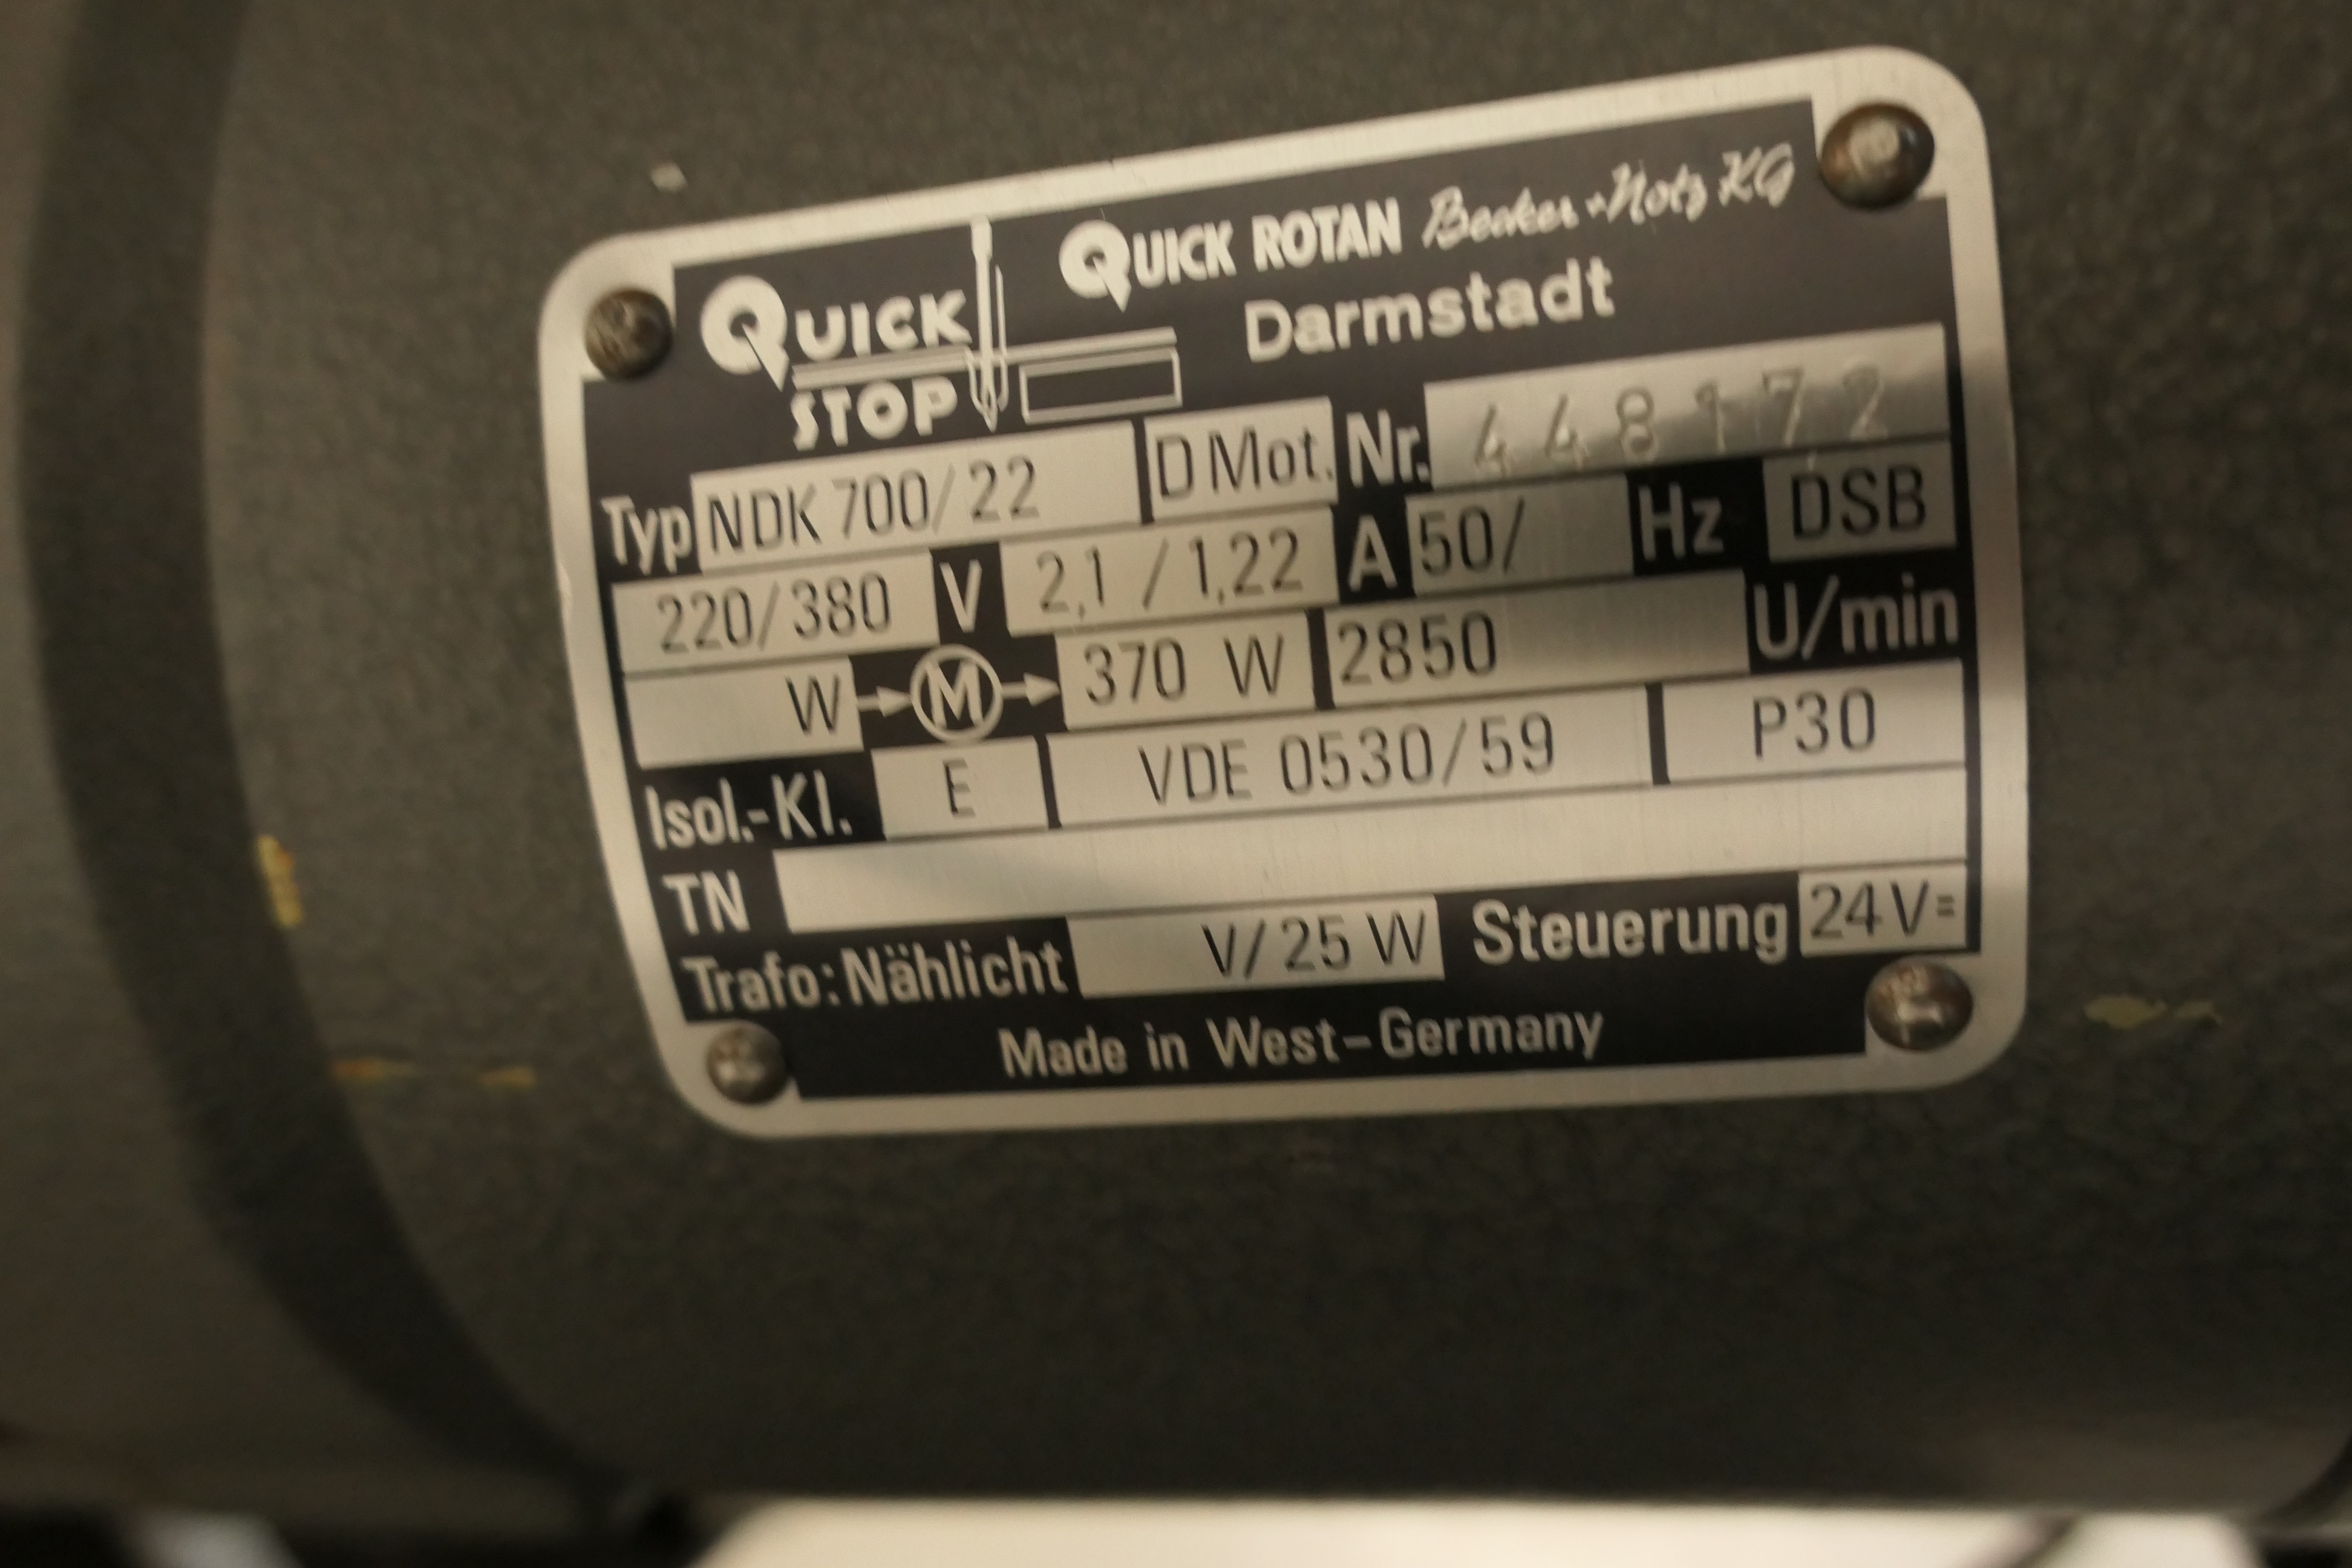 QUICK STOP
QUICK ROTAN Becker + Notz KG
Darmstadt
Typ NDK 700/22 D Mot. Nr. 448172
220/380 V 2,1 / 1,22 A 50/ Hz DSB
W → M → 370 W 2850 U/min
Isol.-Kl. E VDE 0530/59 P30
TN
Trafo: Nählicht V/25 W Steuerung 24 V=
Made in West-Germany